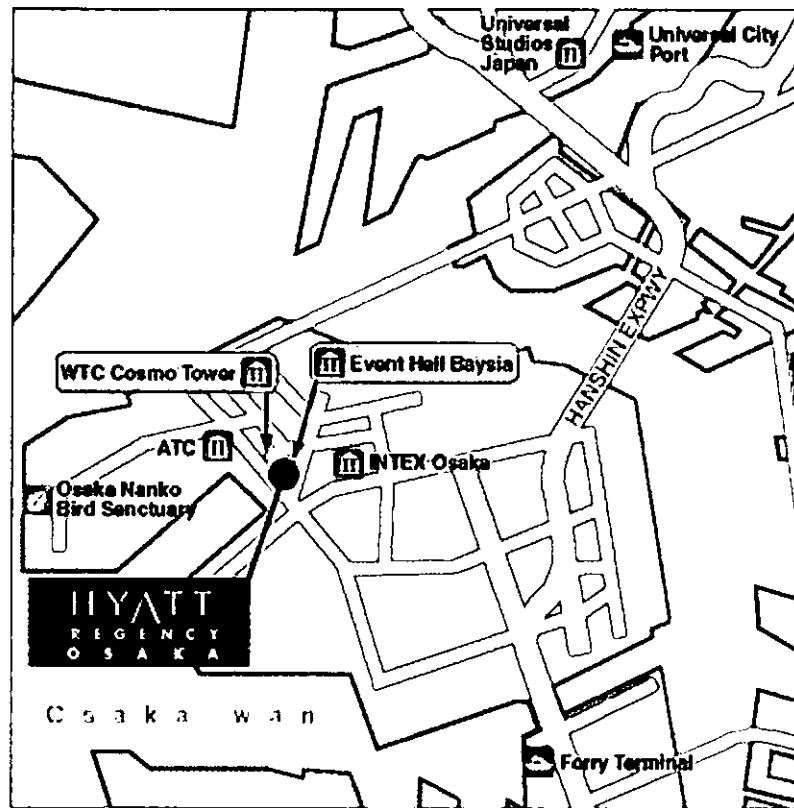 Universal
Studios
Japan
Universal City
Port
HANSHIN EXPWY
WTC Cosmo Tower
Event Hall Baysia
ATC
INTEX Osaka
Osaka Nanko
Bird Senctuary
HYATT
REGENCY
OSAKA
Osaka wan
Ferry Terminal